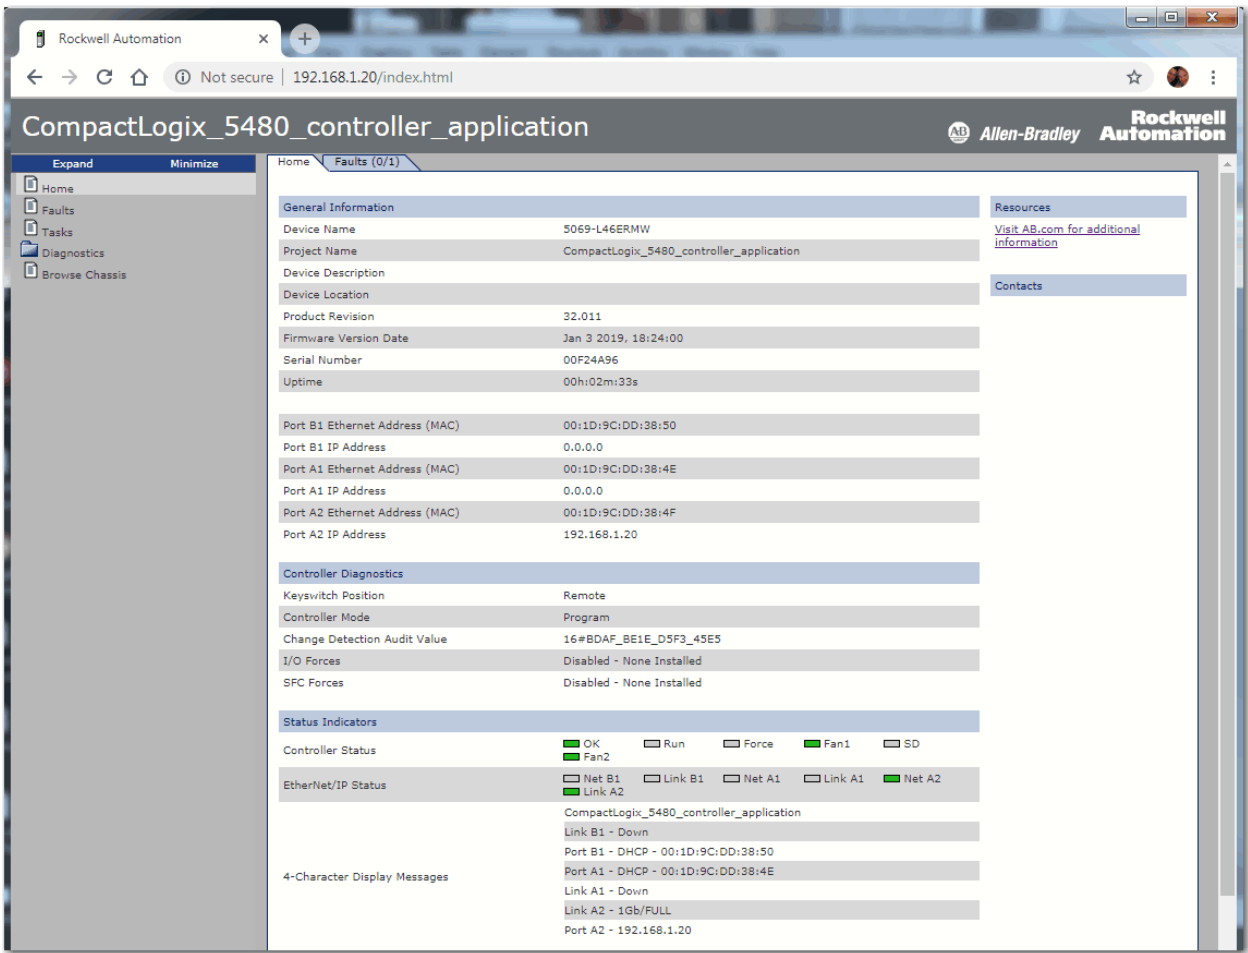 Rockwell Automation
Not secure | 192.168.1.20/index.html
CompactLogix_5480_controller_application
AB Allen-Bradley Rockwell Automation
Expand Minimize
Home
Faults
Tasks
Diagnostics
Browse Chassis
Home Faults (0/1)
General Information
Device Name 5069-L46ERMW
Project Name CompactLogix_5480_controller_application
Device Description
Device Location
Product Revision 32.011
Firmware Version Date Jan 3 2019, 18:24:00
Serial Number 00F24A96
Uptime 00h:02m:33s
Port B1 Ethernet Address (MAC) 00:1D:9C:DD:38:50
Port B1 IP Address 0.0.0.0
Port A1 Ethernet Address (MAC) 00:1D:9C:DD:38:4E
Port A1 IP Address 0.0.0.0
Port A2 Ethernet Address (MAC) 00:1D:9C:DD:38:4F
Port A2 IP Address 192.168.1.20
Controller Diagnostics
Keyswitch Position Remote
Controller Mode Program
Change Detection Audit Value 16#BDAF_BE1E_D5F3_45E5
I/O Forces Disabled - None Installed
SFC Forces Disabled - None Installed
Status Indicators
Controller Status OK Run Force Fan1 SD
Fan2
EtherNet/IP Status Net B1 Link B1 Net A1 Link A1 Net A2
Link A2
4-Character Display Messages
CompactLogix_5480_controller_application
Link B1 - Down
Port B1 - DHCP - 00:1D:9C:DD:38:50
Port A1 - DHCP - 00:1D:9C:DD:38:4E
Link A1 - Down
Link A2 - 1Gb/FULL
Port A2 - 192.168.1.20
Resources
Visit AB.com for additional
information
Contacts